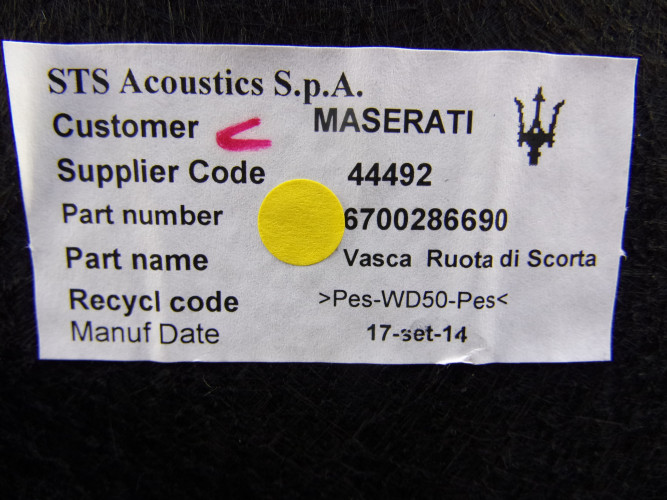 STS Acoustics S.p.A.
Customer MASERATI
Supplier Code 44492
Part number 6700286690
Part name Vasca Ruota di Scorta
Recycl code >Pes-WD50-Pes<
Manuf Date 17-set-14